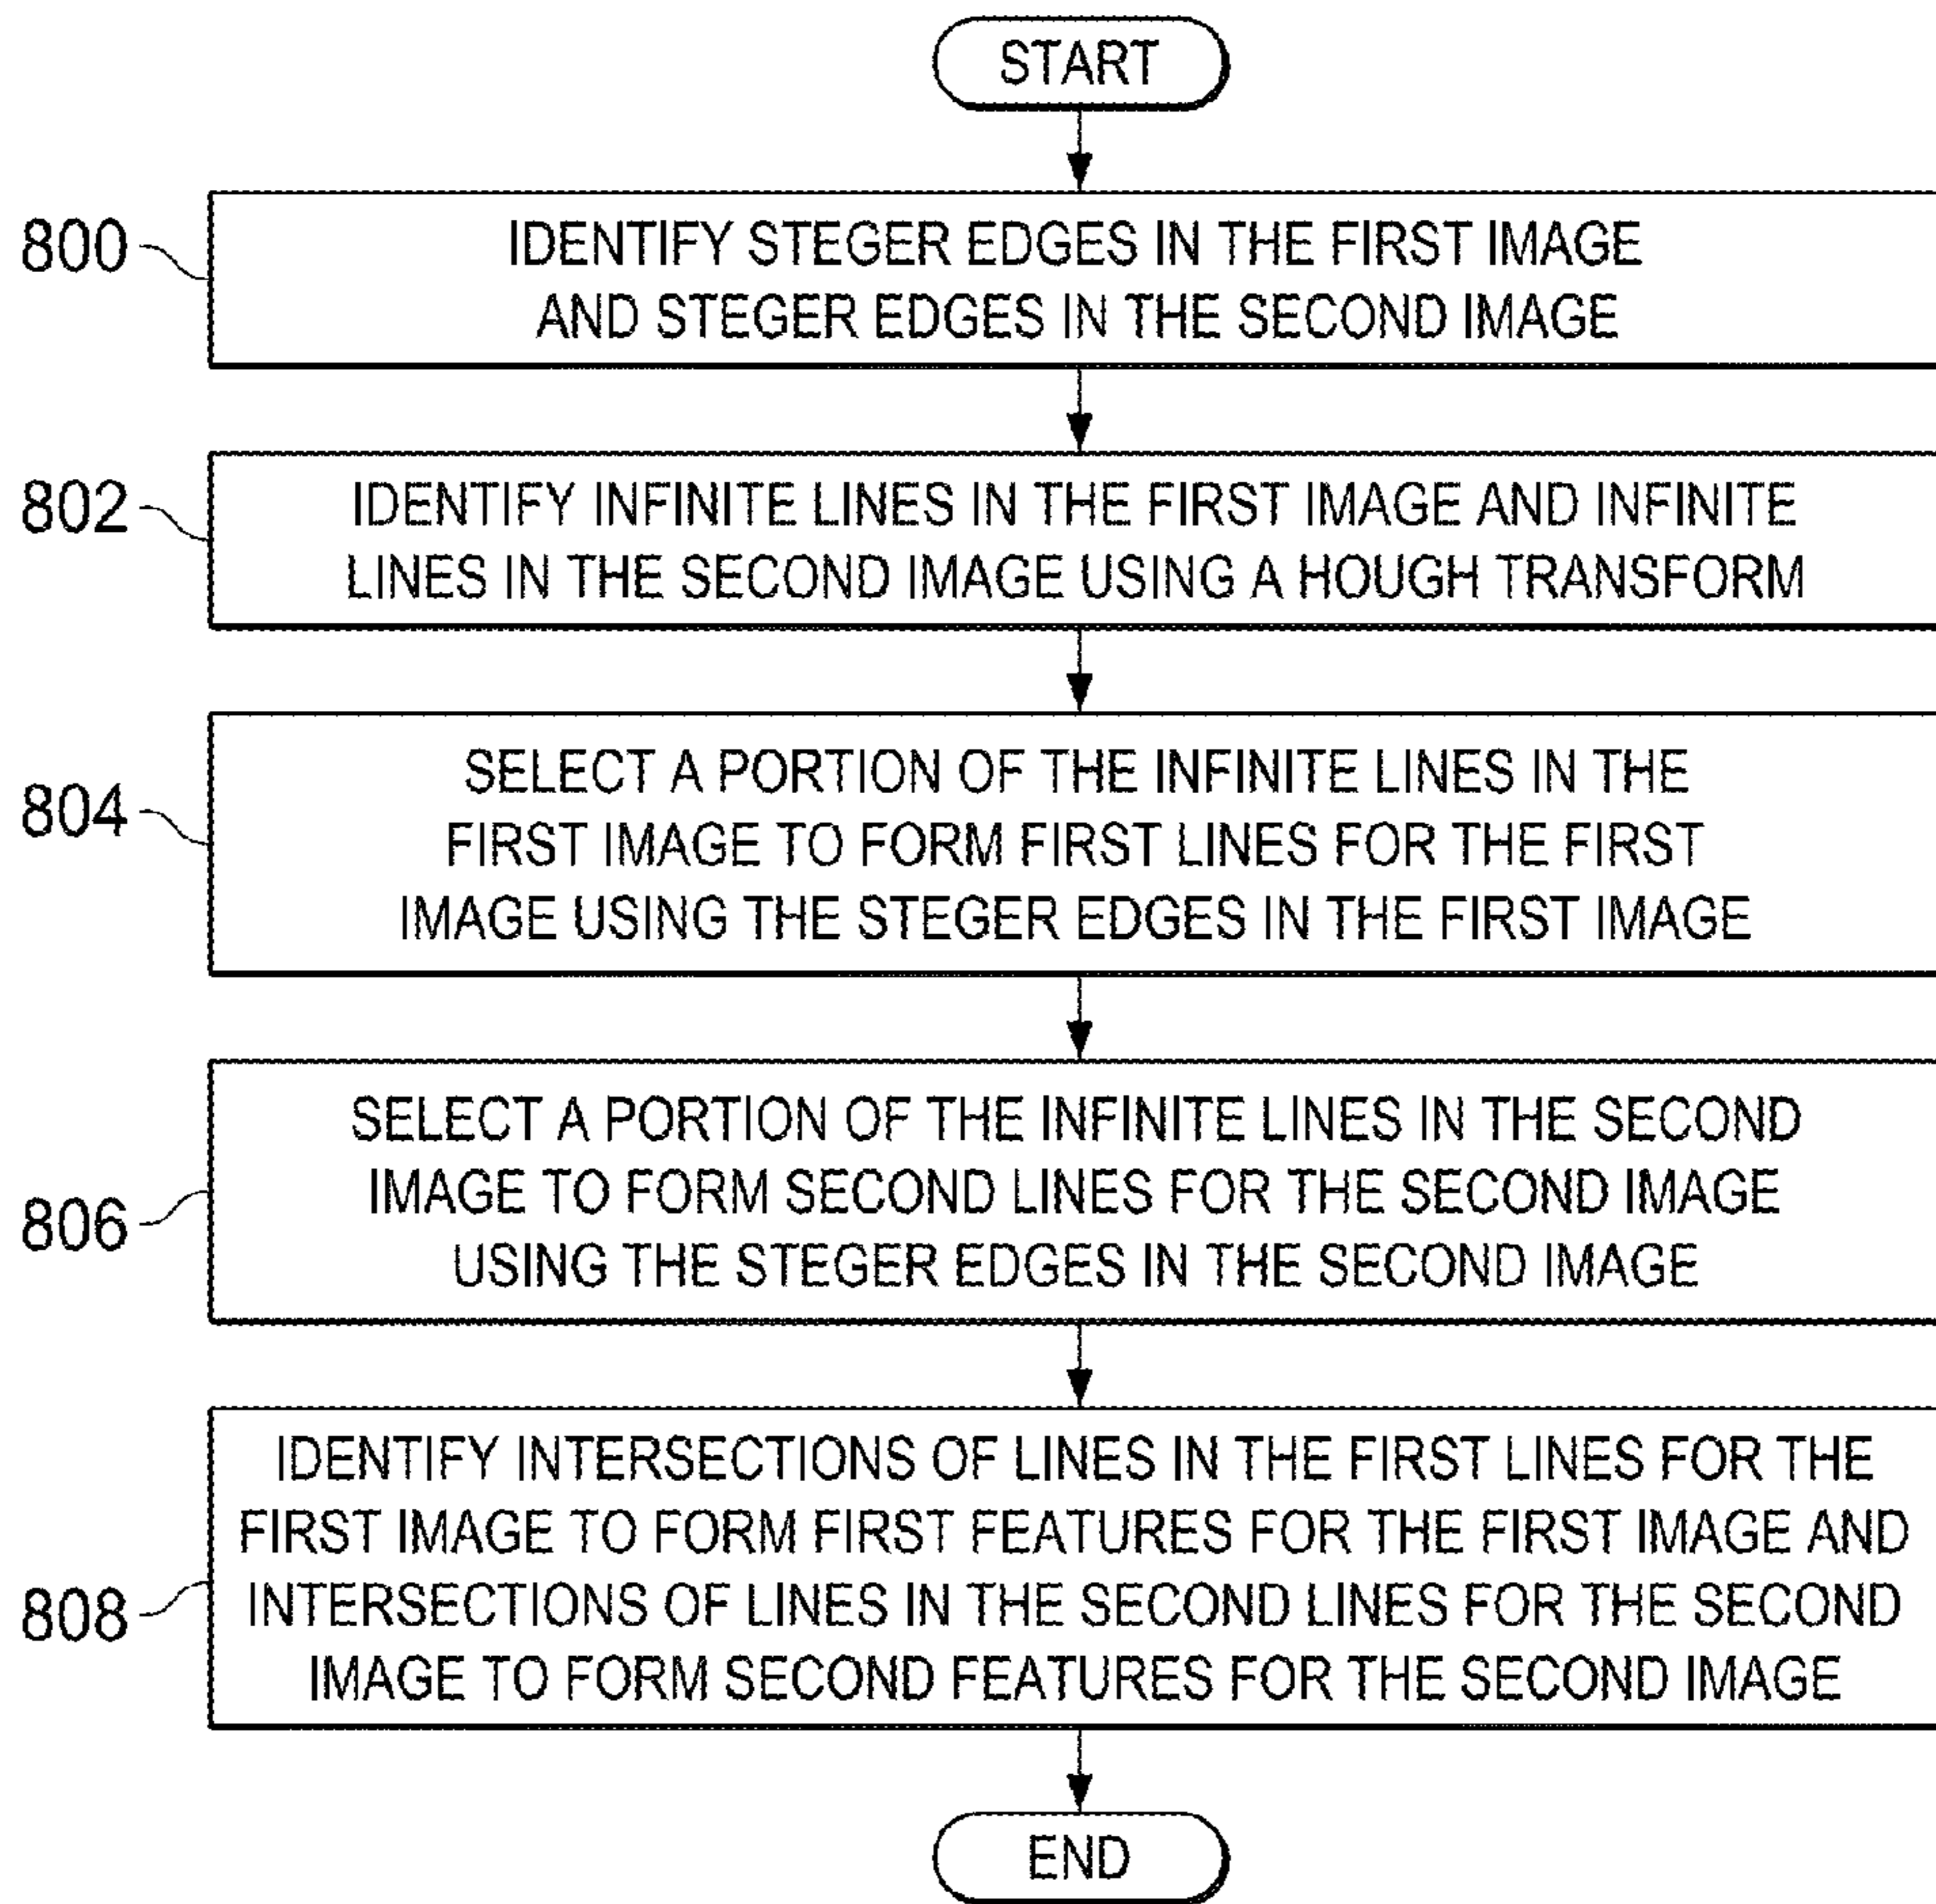 START
800
IDENTIFY STEGER EDGES IN THE FIRST IMAGE
AND STEGER EDGES IN THE SECOND IMAGE
802
IDENTIFY INFINITE LINES IN THE FIRST IMAGE AND INFINITE
LINES IN THE SECOND IMAGE USING A HOUGH TRANSFORM
804
SELECT A PORTION OF THE INFINITE LINES IN THE
FIRST IMAGE TO FORM FIRST LINES FOR THE FIRST
IMAGE USING THE STEGER EDGES IN THE FIRST IMAGE
806
SELECT A PORTION OF THE INFINITE LINES IN THE SECOND
IMAGE TO FORM SECOND LINES FOR THE SECOND IMAGE
USING THE STEGER EDGES IN THE SECOND IMAGE
808
IDENTIFY INTERSECTIONS OF LINES IN THE FIRST LINES FOR THE
FIRST IMAGE TO FORM FIRST FEATURES FOR THE FIRST IMAGE AND
INTERSECTIONS OF LINES IN THE SECOND LINES FOR THE SECOND
IMAGE TO FORM SECOND FEATURES FOR THE SECOND IMAGE
END